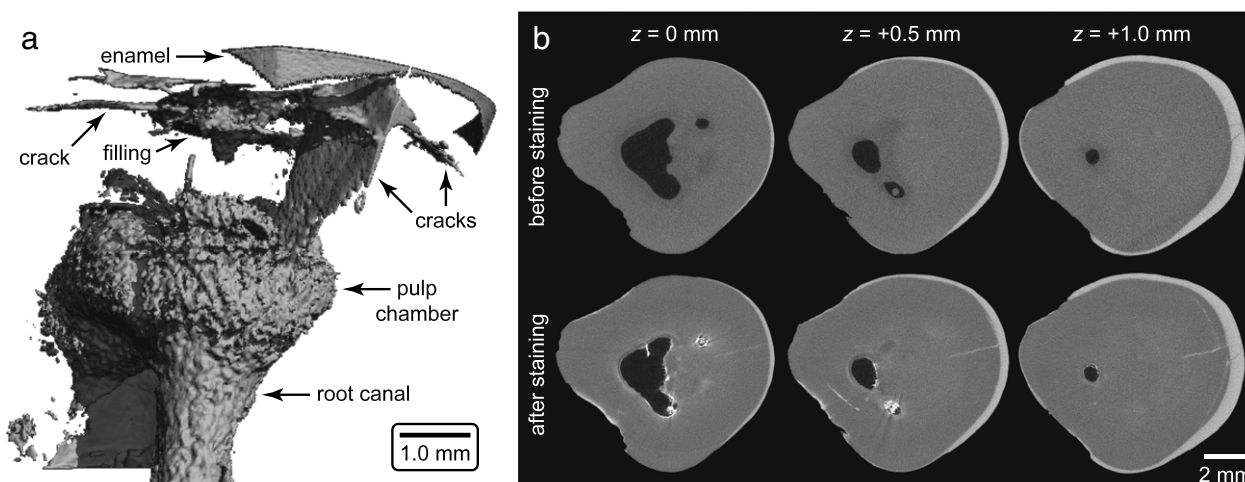 a
enamel
crack
filling
cracks
pulp
chamber
root canal
1.0 mm
b
z = 0 mm
z = +0.5 mm
z = +1.0 mm
before staining
after staining
2 mm